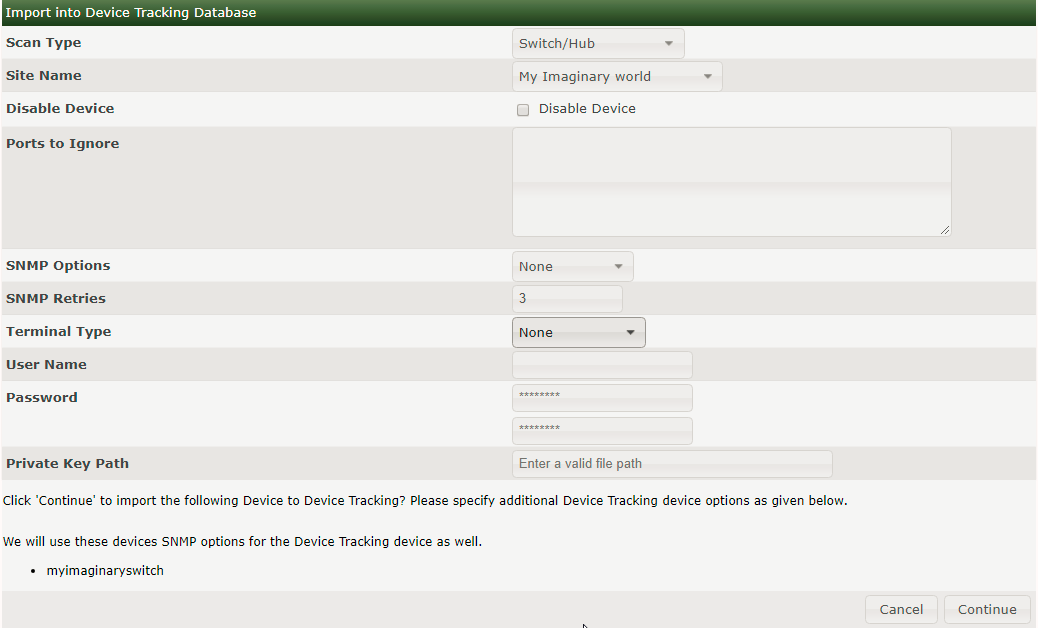 Import into Device Tracking Database
Scan Type
Switch/Hub
Site Name
My Imaginary world
Disable Device
Disable Device
Ports to Ignore
SNMP Options
None
SNMP Retries
3
Terminal Type
None
User Name
Password
********
********
Private Key Path
Enter a valid file path
Click 'Continue' to import the following Device to Device Tracking? Please specify additional Device Tracking device options as given below.
We will use these devices SNMP options for the Device Tracking device as well.
• myimaginaryswitch
Cancel
Continue